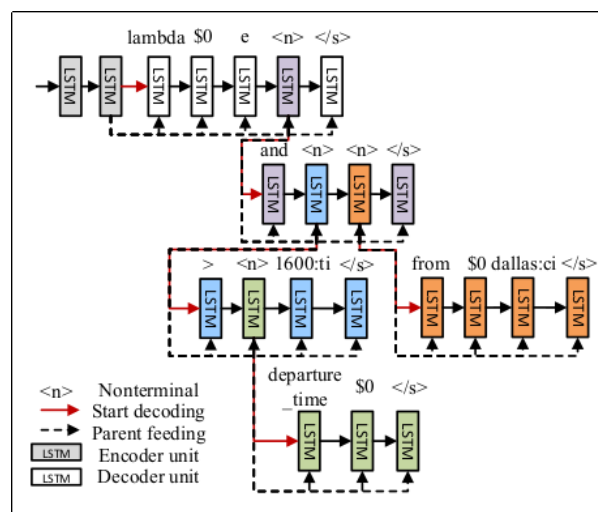 lambda $0 e <n> </s>
LSTM LSTM LSTM LSTM LSTM LSTM LSTM
and <n> <n> </s>
LSTM LSTM LSTM LSTM
> <n> 1600:ti </s>
LSTM LSTM LSTM LSTM
from $0 dallas:ci </s>
LSTM LSTM LSTM LSTM
departure
_time $0 </s>
LSTM LSTM LSTM
<n> Nonterminal
Start decoding
Parent feeding
LSTM Encoder unit
LSTM Decoder unit